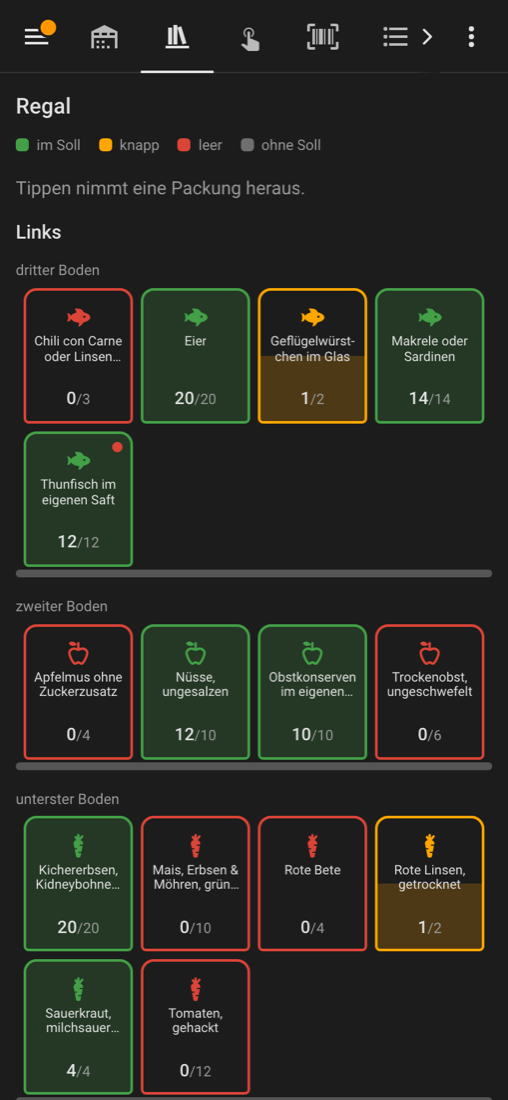 Regal
im Soll knapp leer ohne Soll
Tippen nimmt eine Packung heraus.
Links
dritter Boden
Chili con Carne
oder Linsen…
0/3
Eier
20/20
Geflügelwürst-
chen im Glas
1/2
Makrele oder
Sardinen
14/14
Thunfisch im
eigenen Saft
12/12
zweiter Boden
Apfelmus ohne
Zuckerzusatz
0/4
Nüsse,
ungesalzen
12/10
Obstkonserven
im eigenen…
10/10
Trockenobst,
ungeschwefelt
0/6
unterster Boden
Kichererbsen,
Kidneybohne…
20/20
Mais, Erbsen &
Möhren, grün…
0/10
Rote Bete
0/4
Rote Linsen,
getrocknet
1/2
Sauerkraut,
milchsauer…
4/4
Tomaten,
gehackt
0/12